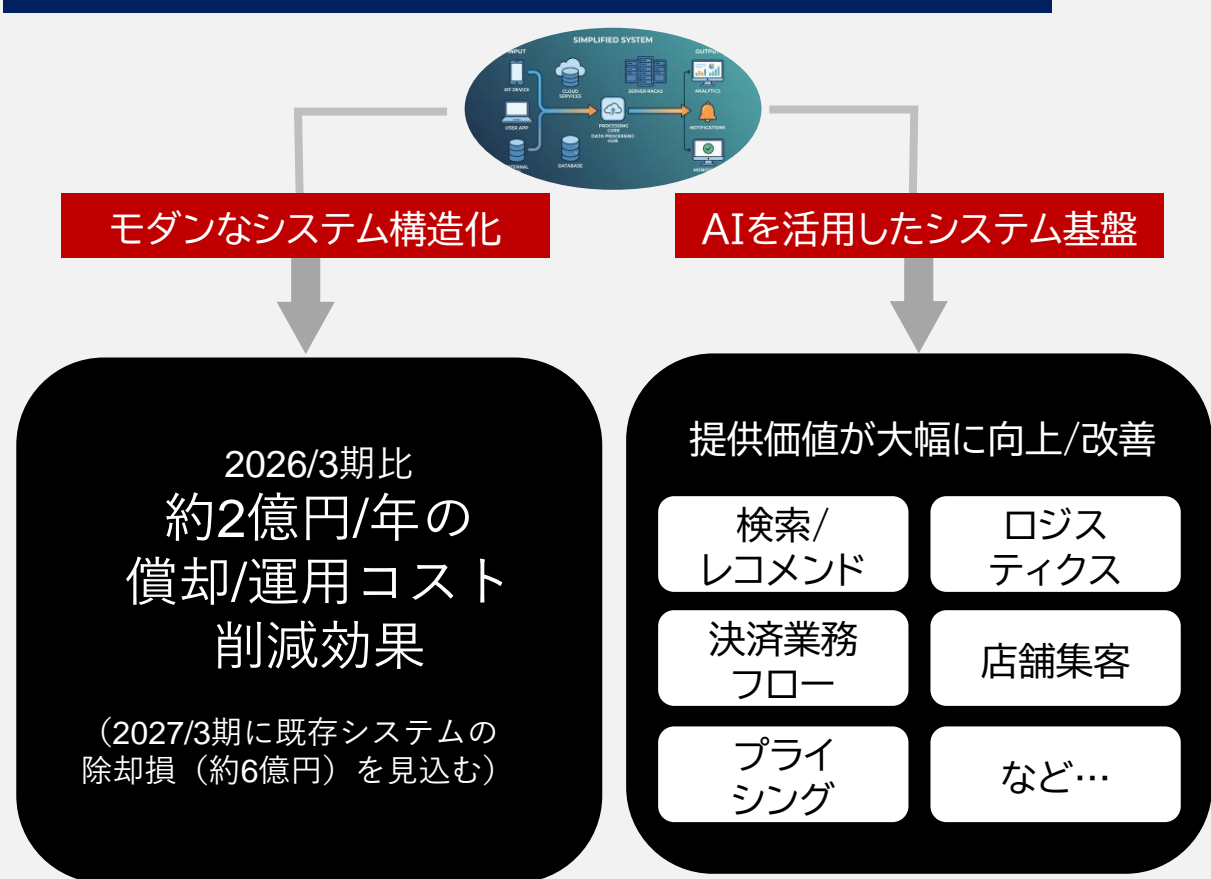 SIMPLIFIED SYSTEM
INPUT
OUTPUT
IOT DEVICE
CLOUD
SERVICES
SERVER RACKS
ANALYTICS
USER APP
PROCESSING
CORE
DATA PROCESSING
HUB
NOTIFICATIONS
DATABASE
モダンなシステム構造化
AIを活用したシステム基盤
2026/3期比
約2億円/年の
償却/運用コスト
削減効果
（2027/3期に既存システムの
除却損（約6億円）を見込む）
提供価値が大幅に向上/改善
検索/
レコメンド
ロジス
ティクス
決済業務
フロー
店舗集客
プライ
シング
など…